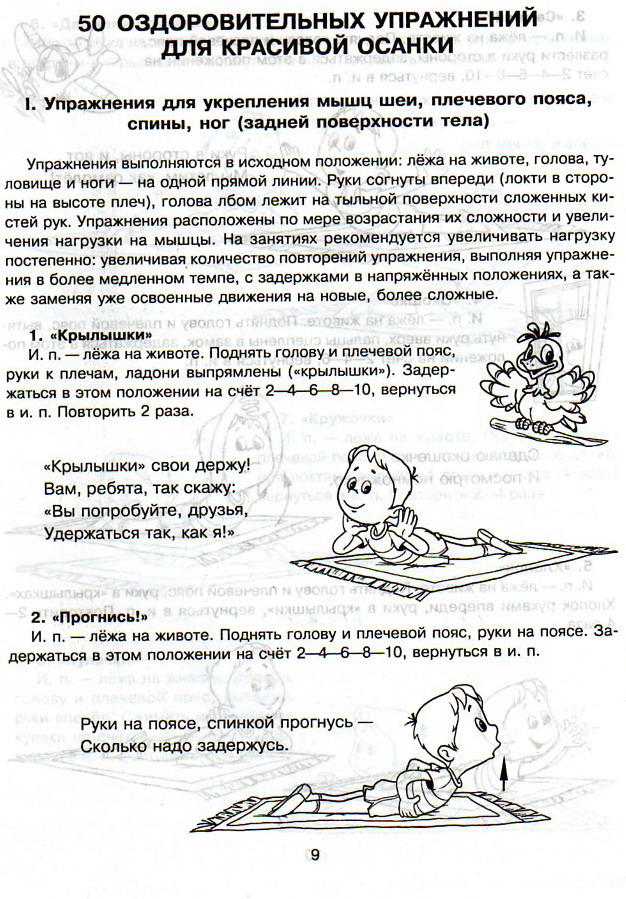 50 ОЗДОРОВИТЕЛЬНЫХ УПРАЖНЕНИЙ
ДЛЯ КРАСИВОЙ ОСАНКИ
I. Упражнения для укрепления мышц шеи, плечевого пояса,
спины, ног (задней поверхности тела)
Упражнения выполняются в исходном положении: лёжа на животе, голова, ту-
ловище и ноги — на одной прямой линии. Руки согнуты впереди (локти в сторо-
ны на высоте плеч), голова лбом лежит на тыльной поверхности сложенных ки-
стей рук. Упражнения расположены по мере возрастания их сложности и увели-
чения нагрузки на мышцы. На занятиях рекомендуется увеличивать нагрузку
постепенно: увеличивая количество повторений упражнения, выполняя упражне-
ния в более медленном темпе, с задержками в напряжённых положениях, а так-
же заменяя уже освоенные движения на новые, более сложные.
1. «Крылышки»
И. п. — лёжа на животе. Поднять голову и плечевой пояс,
руки к плечам, ладони выпрямлены («крылышки»). Задер-
жаться в этом положении на счёт 2—4—6—8—10, вернуться
в и. п. Повторить 2 раза.
«Крылышки» свои держу!
Вам, ребята, так скажу:
«Вы попробуйте, друзья,
Удержаться так, как я!»
2. «Прогнись!»
И. п. — лёжа на животе. Поднять голову и плечевой пояс, руки на поясе. За-
держаться в этом положении на счёт 2—4—6—8—10, вернуться в и. п.
Руки на поясе, спинкой прогнусь —
Сколько надо задержусь.
9